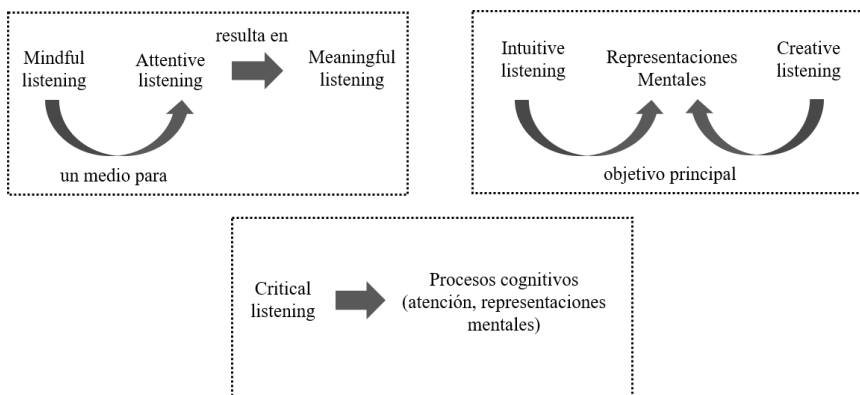 Mindful
listening
Attentive
listening
resulta en
Meaningful
listening
un medio para
Intuitive
listening
Representaciones
Mentales
Creative
listening
objetivo principal
Critical
listening
Procesos cognitivos
(atención, representaciones
mentales)